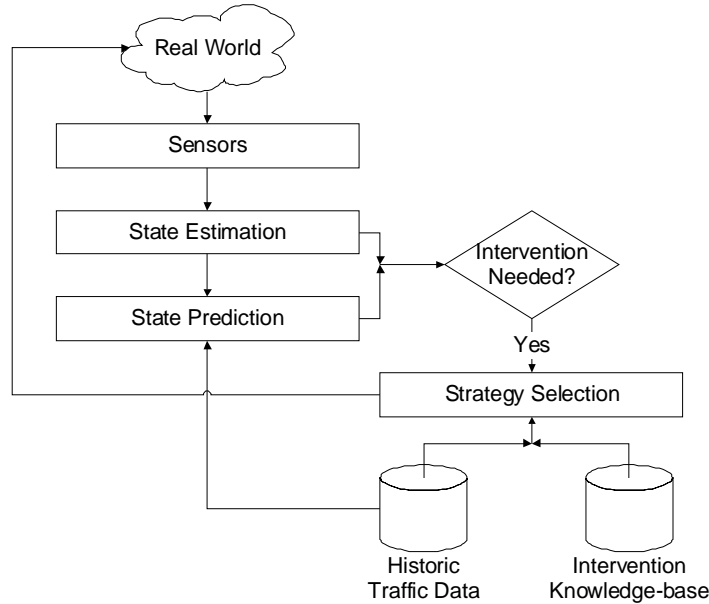 Real World
Sensors
State Estimation
Intervention
Needed?
State Prediction
Yes
Strategy Selection
Historic
Traffic Data
Intervention
Knowledge-base